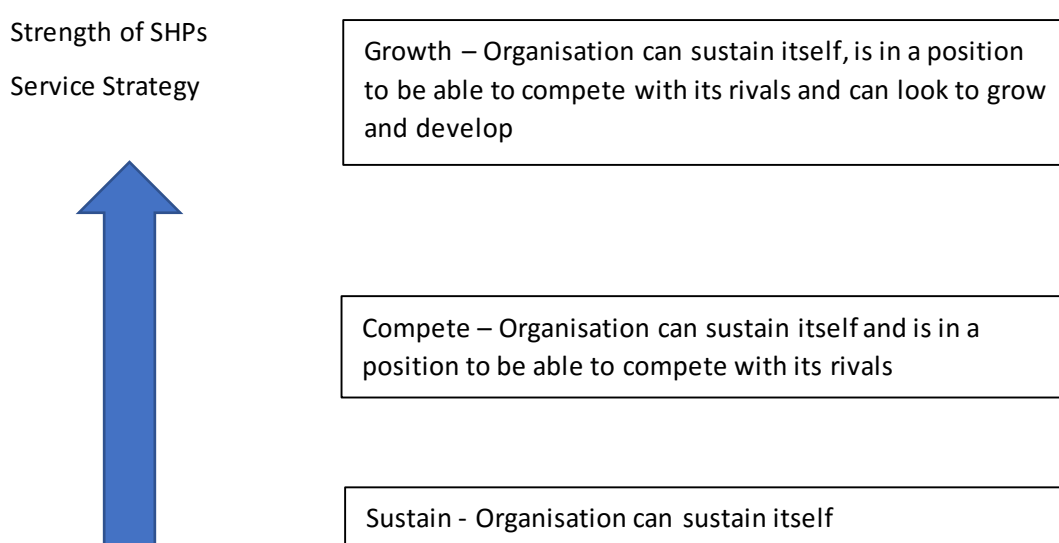 Strength of SHPs
Service Strategy
Growth – Organisation can sustain itself, is in a position
to be able to compete with its rivals and can look to grow
and develop
Compete – Organisation can sustain itself and is in a
position to be able to compete with its rivals
Sustain - Organisation can sustain itself